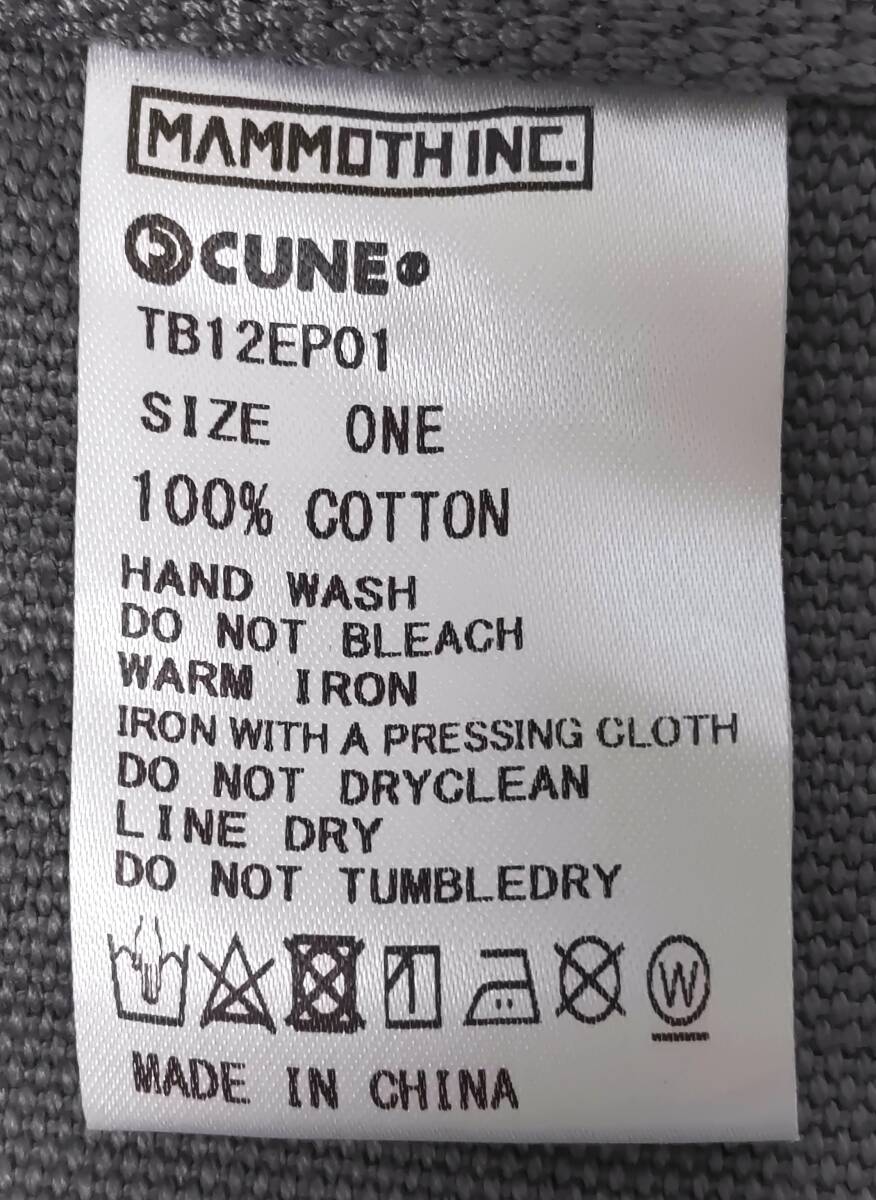 MAMMOTH INC.
CUNE®
TB12EP01
SIZE ONE
100% COTTON
HAND WASH
DO NOT BLEACH
WARM IRON
IRON WITH A PRESSING CLOTH
DO NOT DRYCLEAN
LINE DRY
DO NOT TUMBLEDRY
W
MADE IN CHINA